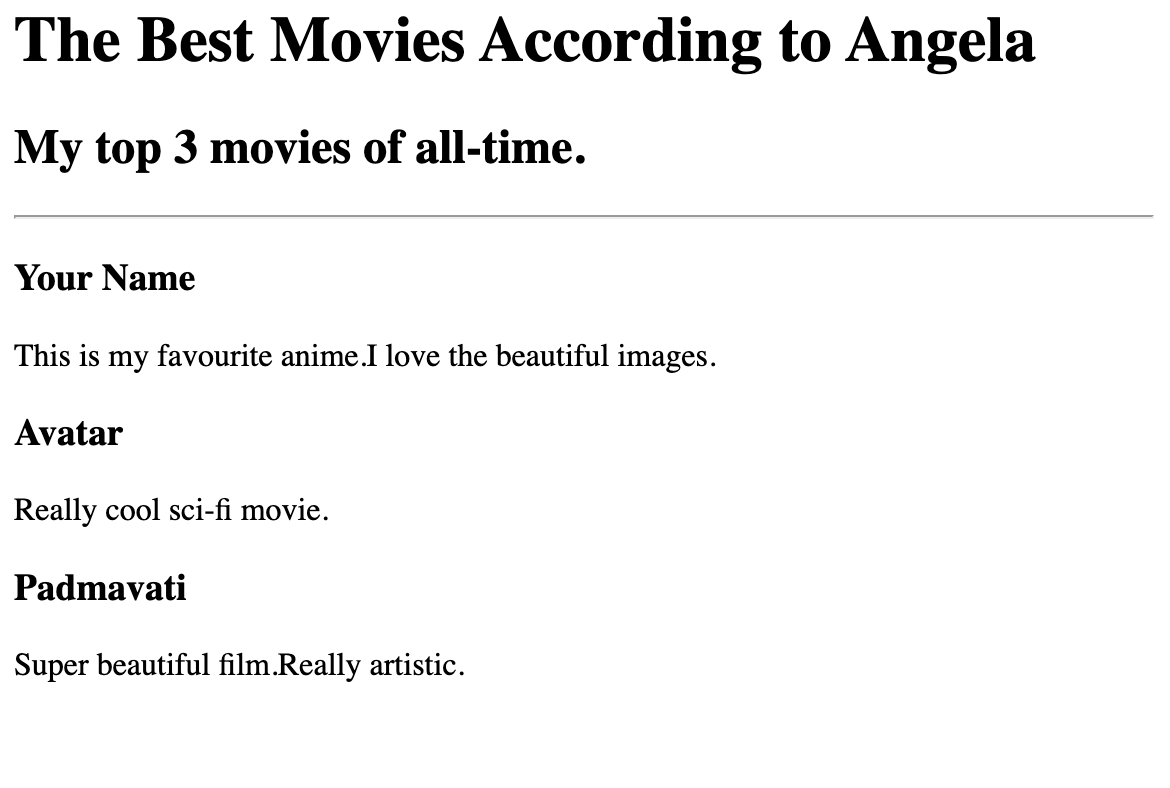 The Best Movies According to Angela
My top 3 movies of all-time.
Your Name
This is my favourite anime.I love the beautiful images.
Avatar
Really cool sci-fi movie.
Padmavati
Super beautiful film.Really artistic.